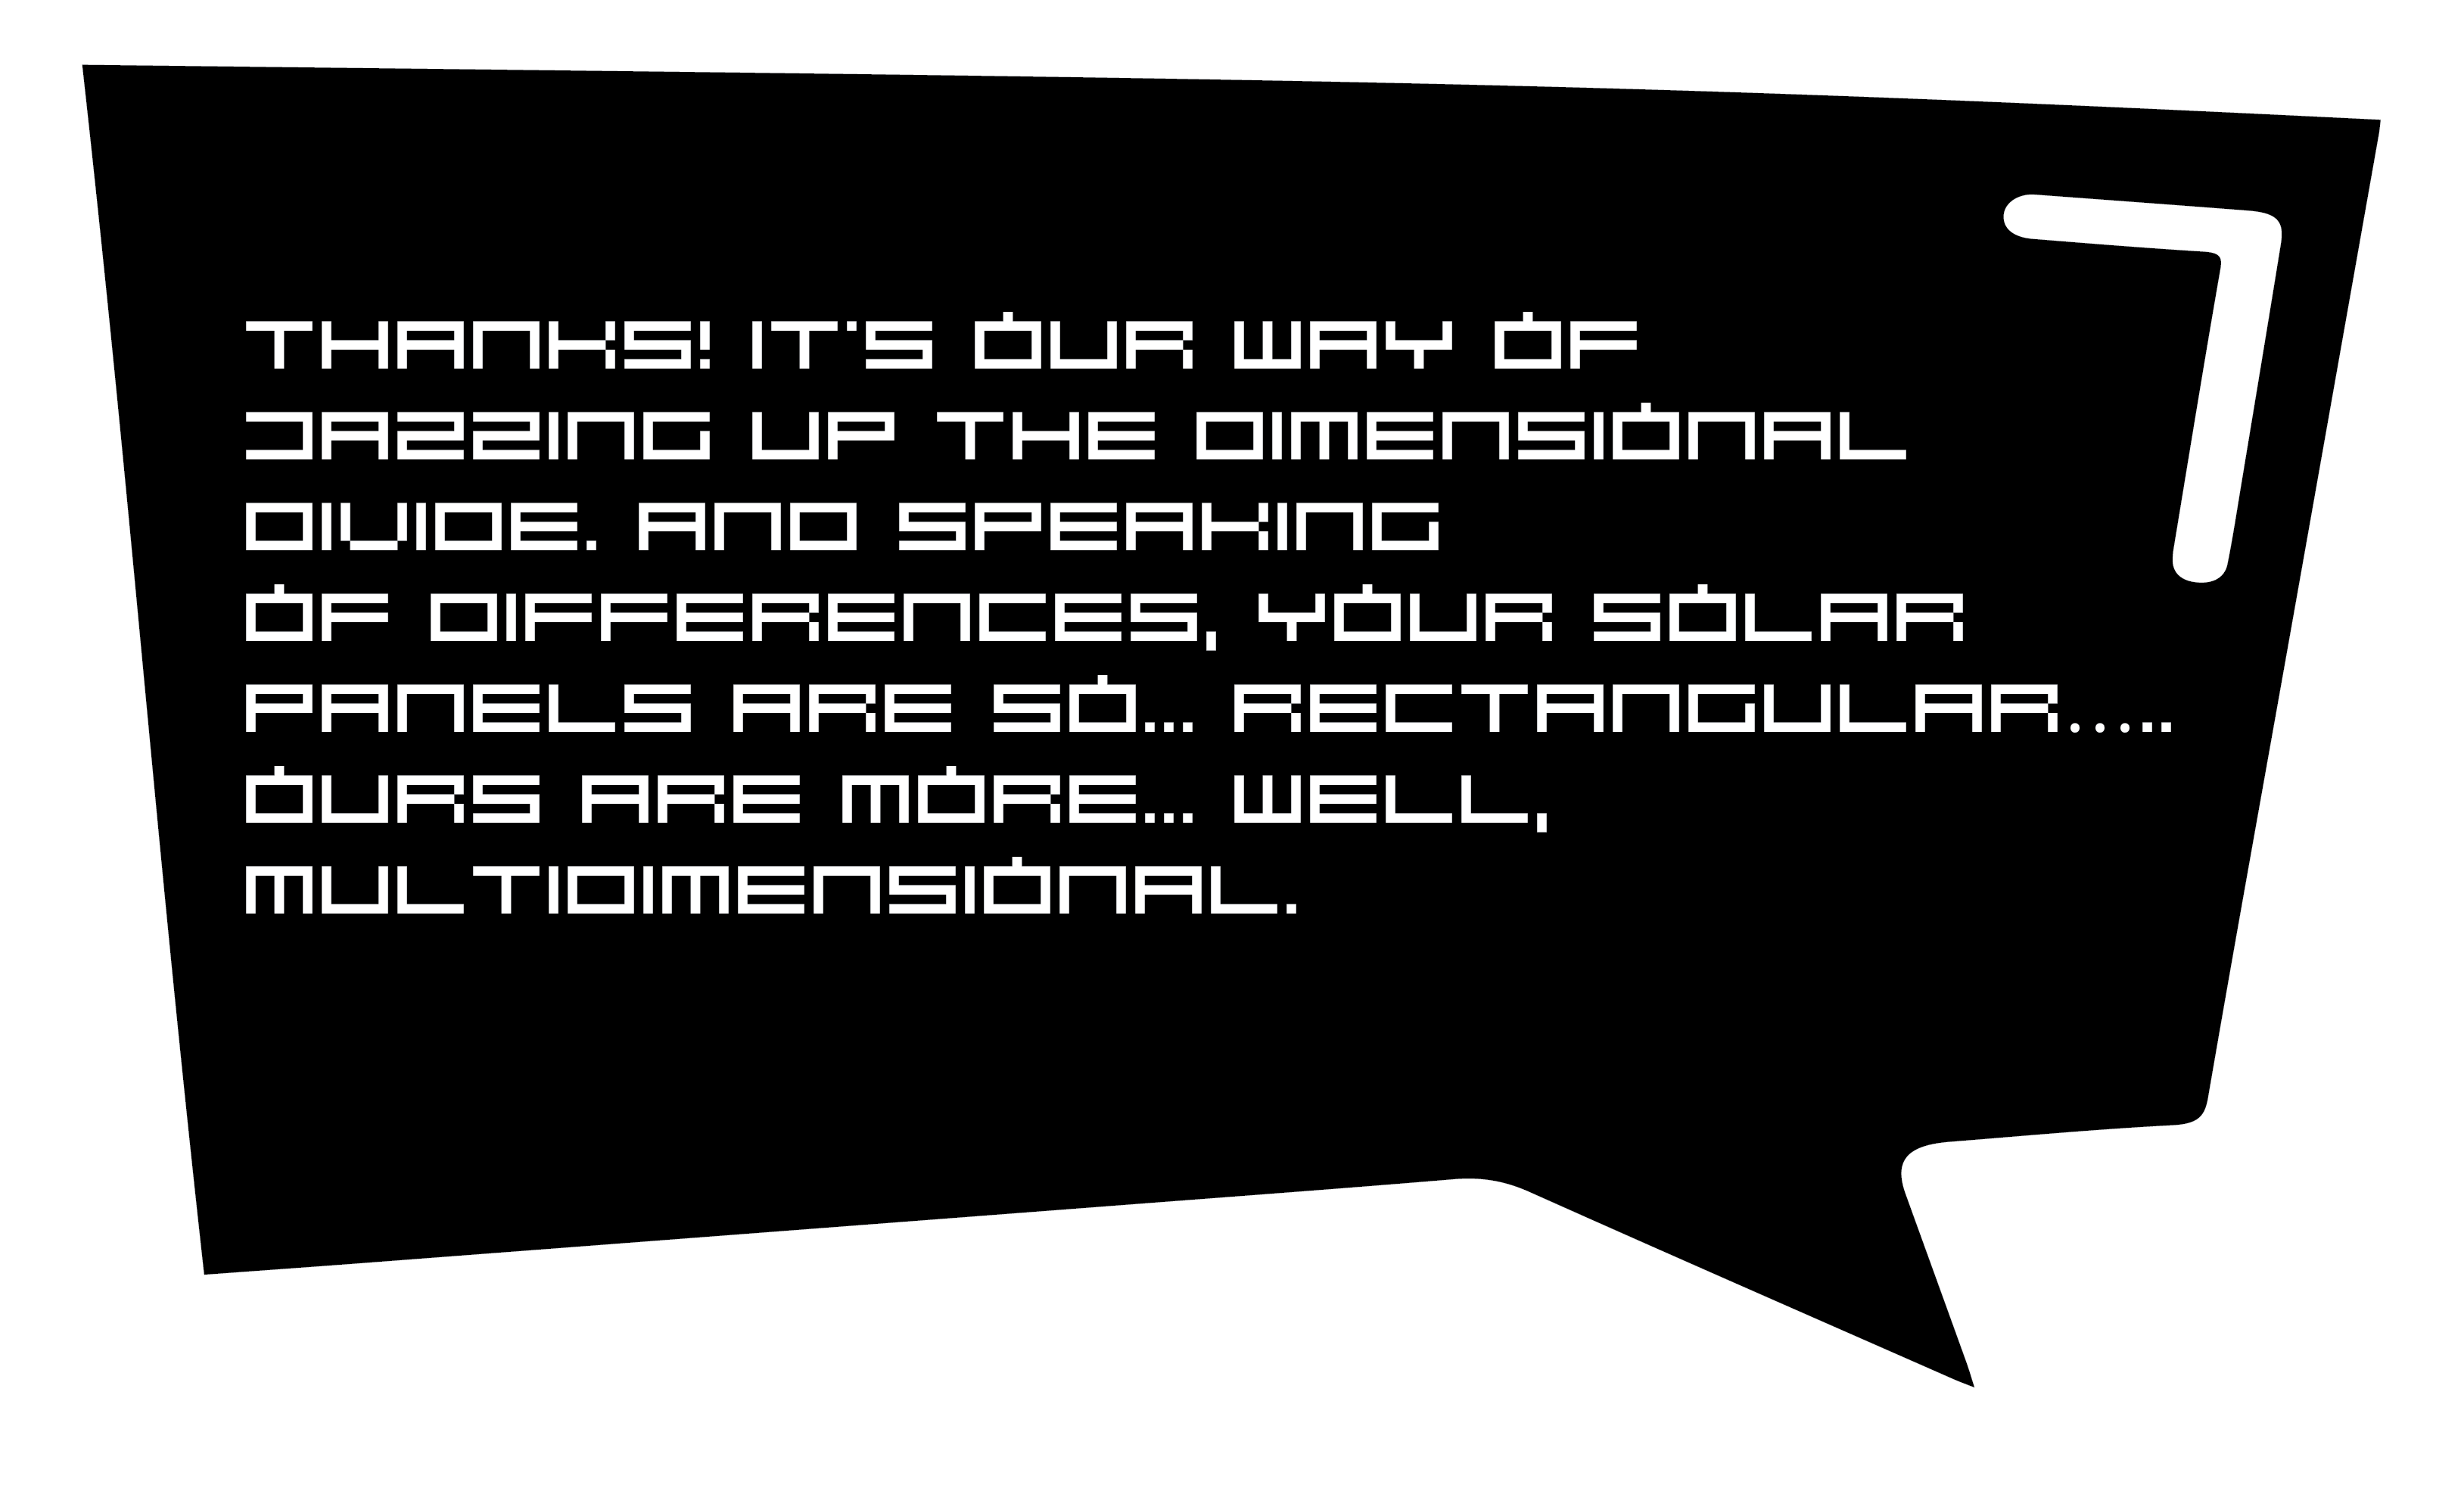 THANKS! IT'S OUR WAY OF
JAZZING UP THE DIMENSIONAL
DIVIDE. AND SPEAKING
OF DIFFERENCES, YOUR SOLAR
PANELS ARE SO... RECTANGULAR.....
OURS ARE MORE... WELL,
MULTIDIMENSIONAL.